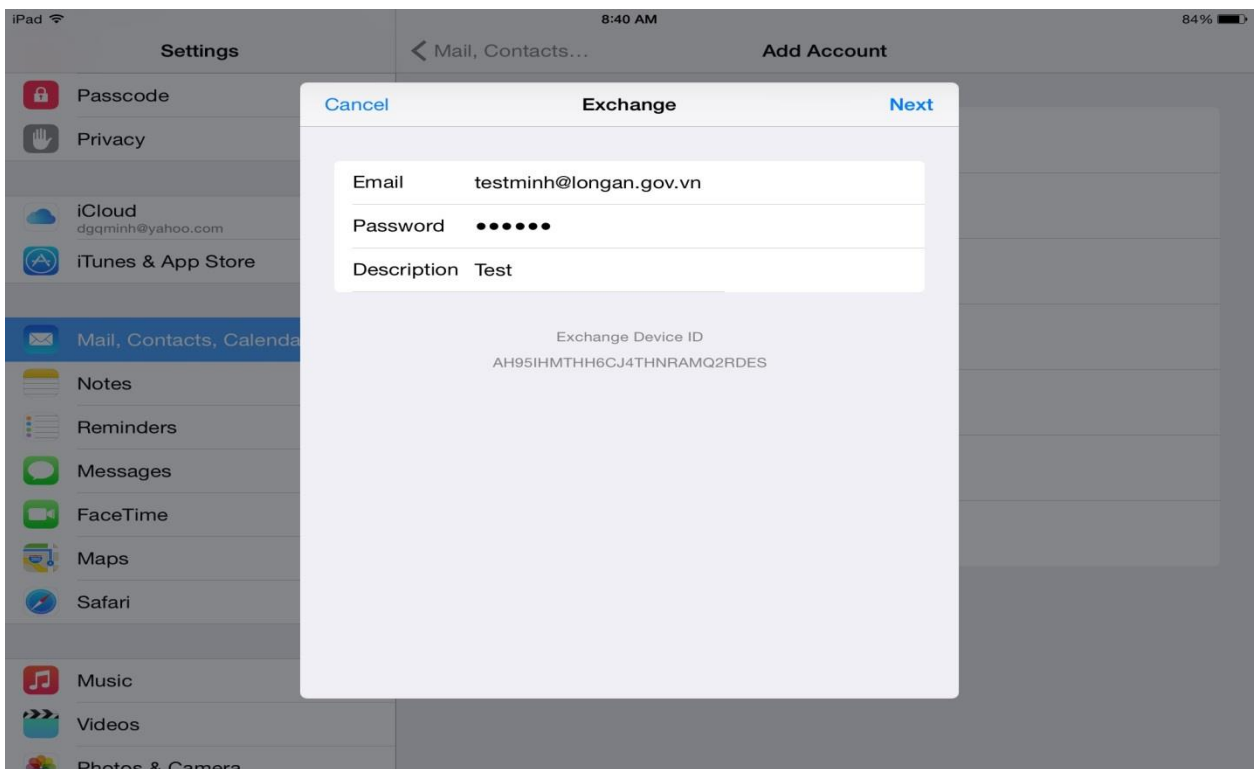 iPad 8:40 AM 84%
Settings Mail, Contacts... Add Account
Passcode
Privacy
iCloud
dgqminh@yahoo.com
iTunes & App Store
Mail, Contacts, Calenda
Notes
Reminders
Messages
FaceTime
Maps
Safari
Music
Videos
Photos & Camera
Cancel Exchange Next
Email testminh@longan.gov.vn
Password ●●●●●●
Description Test
Exchange Device ID
AH95IHMTHH6CJ4THNRAMQ2RDES